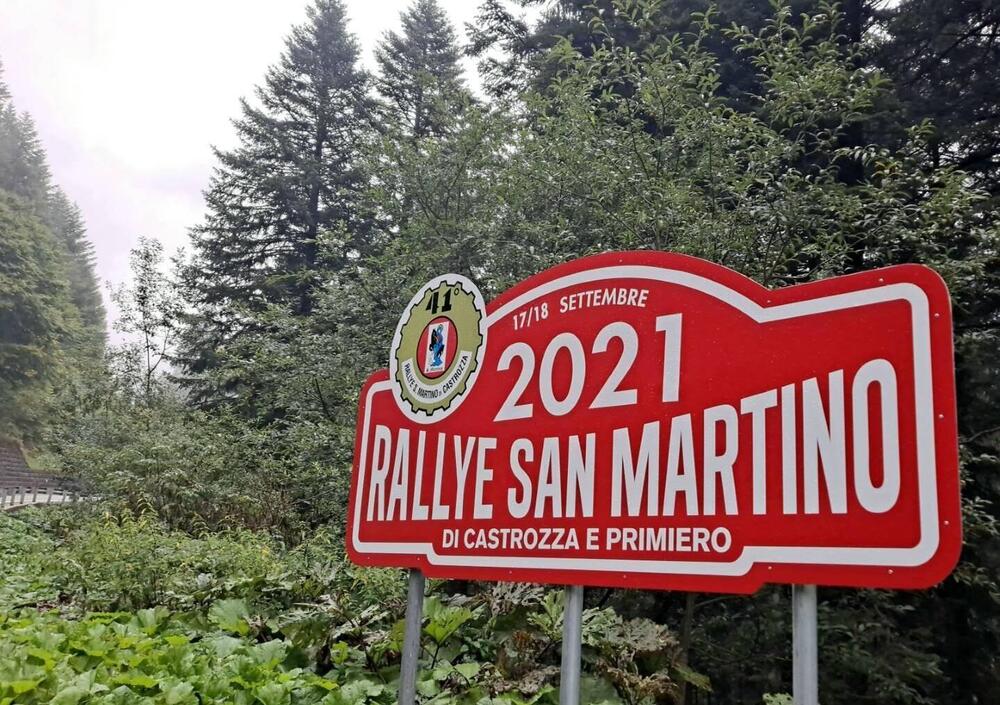 41°
RALLYE S. MARTINO DI CASTROZZA
17/18 SETTEMBRE
2021
RALLYE SAN MARTINO
DI CASTROZZA E PRIMIERO